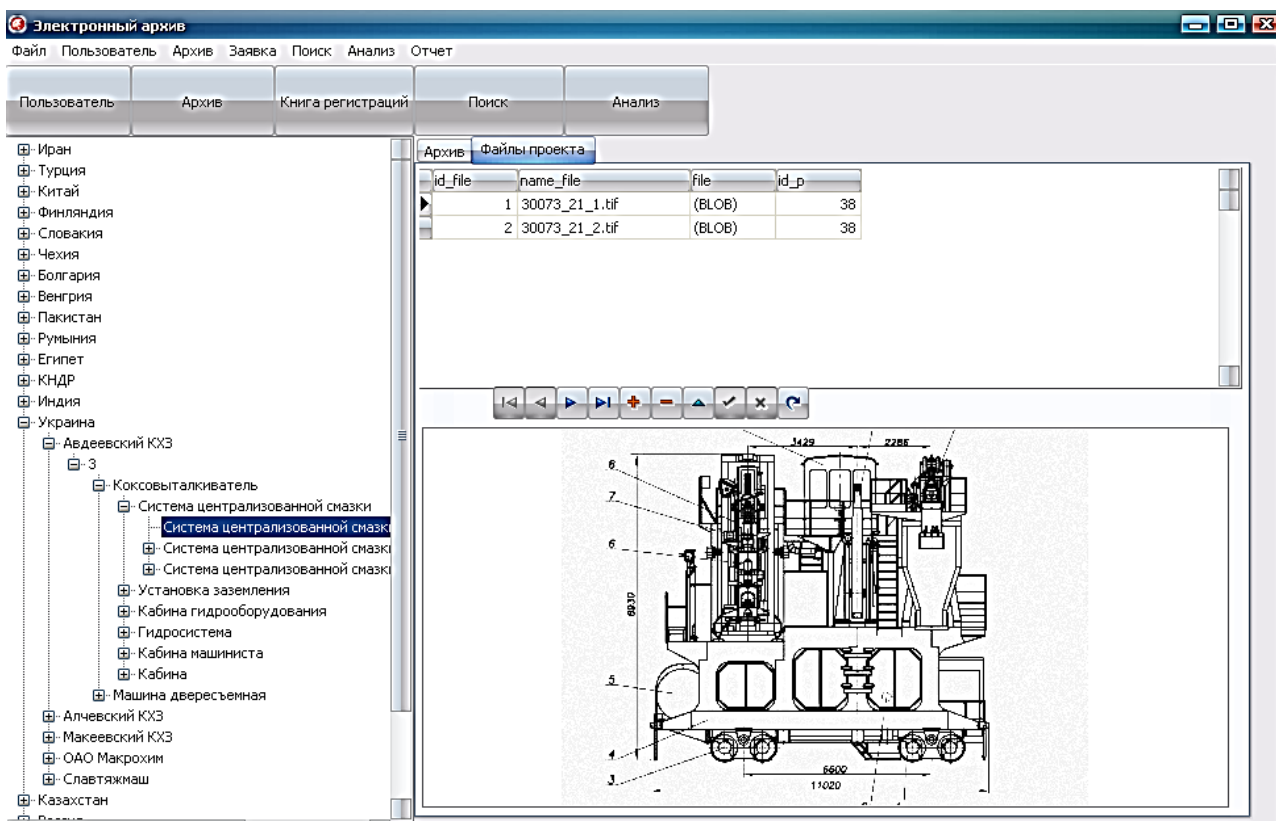 Электронный архив
Файл Пользователь Архив Заявка Поиск Анализ Отчет
Пользователь Архив Книга регистраций Поиск Анализ
Иран
Турция
Китай
Финляндия
Словакия
Чехия
Болгария
Венгрия
Пакистан
Румыния
Египет
КНДР
Индия
Украина
Авдеевский КХЗ
3
Коксовыталкиватель
Система централизованной смазки
Система централизованной смазк
Система централизованной смазк
Система централизованной смазк
Установка заземления
Кабина гидрооборудования
Гидросистема
Кабина машиниста
Кабина
Машина двересъемная
Алчевский КХЗ
Макеевский КХЗ
ОАО Макрохим
Славтяжмаш
Казахстан
Архив Файлы проекта
id_file name_file file id_p
1 30073_21_1.tif (BLOB) 38
2 30073_21_2.tif (BLOB) 38
3429 2286
6
7
6
6930
5
4
3
6600
11020